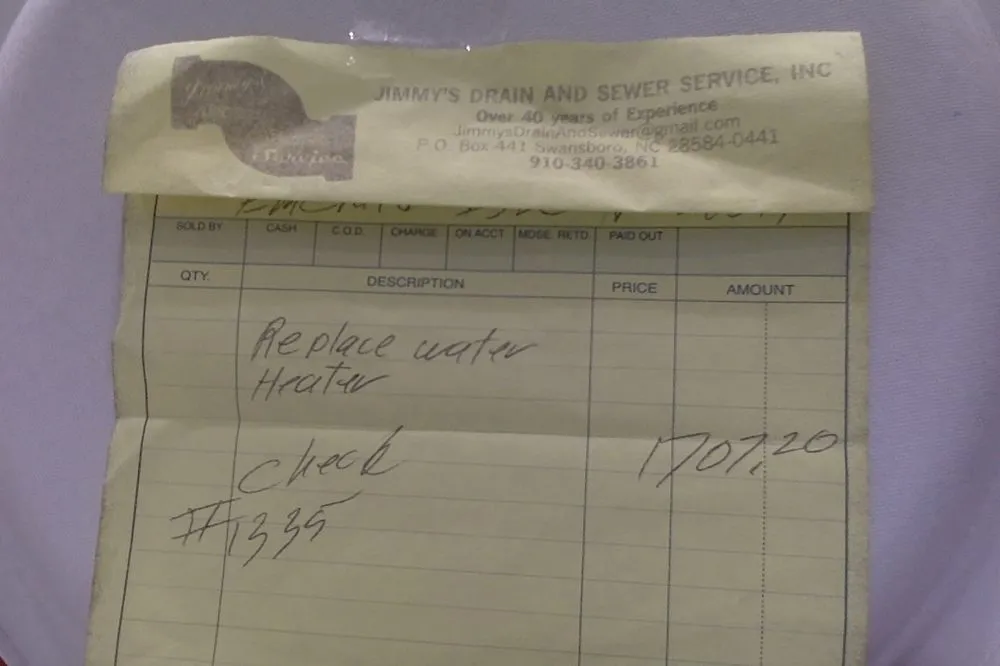 Service
JIMMY'S DRAIN AND SEWER SERVICE, INC
Over 40 years of Experience
JimmysDrainAndSewer@gmail.com
P.O. Box 441 Swansboro, NC 28584-0441
910-340-3861
SOLD BY CASH C.O.D. CHARGE ON ACCT MDSE. RETD. PAID OUT
QTY. DESCRIPTION PRICE AMOUNT
Replace water
Heater
Check 1707,20
#1335